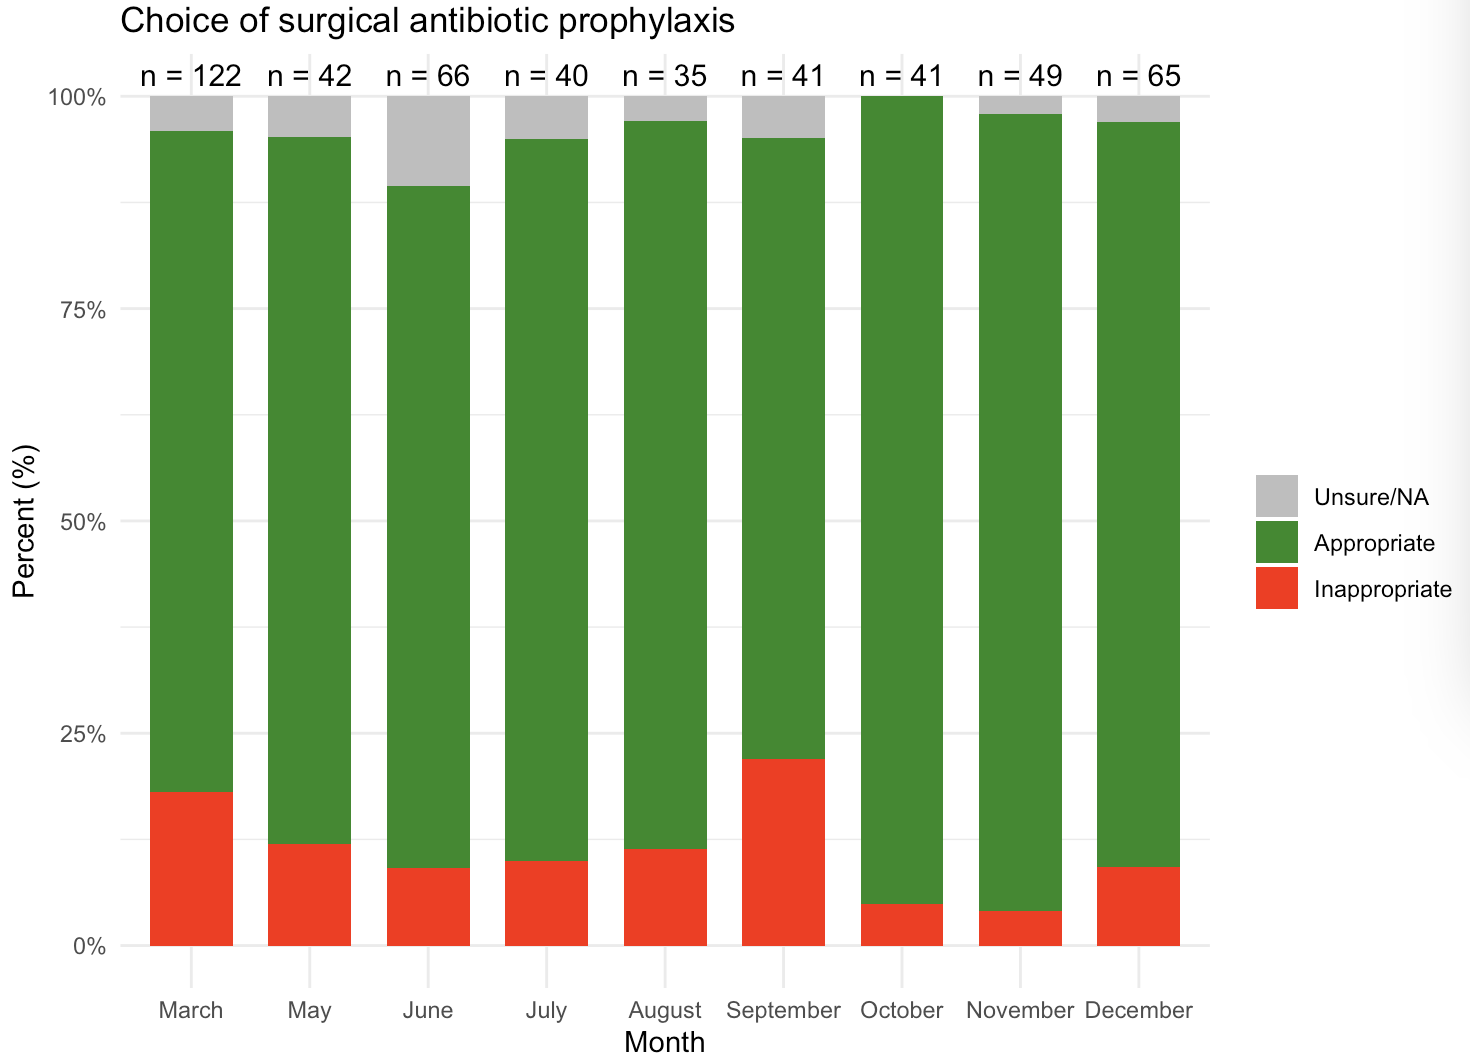 Choice of surgical antibiotic prophylaxis
n = 122 n = 42 n = 66 n = 40 n = 35 n = 41 n = 41 n = 49 n = 65
100%
75%
50%
25%
0%
Percent (%)
March May June July August September October November December
Month
Unsure/NA
Appropriate
Inappropriate